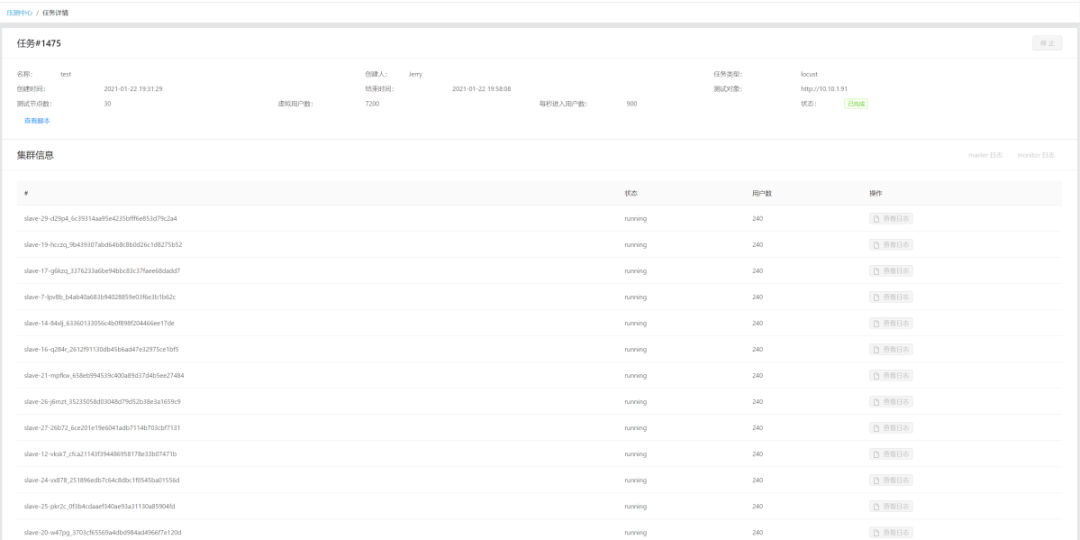 压测中心 / 任务详情
任务#1475 停 止
名称: test 创建人: Jerry 任务类型: locust
创建时间: 2021-01-22 19:31:29 结束时间: 2021-01-22 19:58:08 测试对象: http://10.10.1.91
测试节点数: 30 虚拟用户数: 7200 每秒进入用户数: 900 状态: 已完成
查看脚本
集群信息 master 日志 monitor 日志
# 状态 用户数 操作
slave-29-d29p4_6c39314aa95e4235bfff6e853d79c2a4 running 240 查看日志
slave-19-hcczq_9b439307abd64b8c8b0d26c1d8275b52 running 240 查看日志
slave-17-g6kzq_3376233a6be94bbc83c37faee68dadd7 running 240 查看日志
slave-7-lpv8b_b4ab40a683b94028859e03f6e3b1b62c running 240 查看日志
slave-14-84slj_63360133056c4b0f898f204466ee17de running 240 查看日志
slave-16-q284r_2612f91130db45b6ad47e32975ce1bf5 running 240 查看日志
slave-21-mpfkw_658eb994539c400a89d37d4b5ee27484 running 240 查看日志
slave-26-j6mzt_35235058d03048d79d52b38e3a1659c9 running 240 查看日志
slave-27-26b72_6ce201e19e6041adb7114b703cbf7131 running 240 查看日志
slave-12-vksk7_cfca21143f394486958178e33b07471b running 240 查看日志
slave-24-vx878_251896edb7c64c8dbc1f0545ba01556d running 240 查看日志
slave-25-pkr2c_0f3b4cdaaef340ae93a31130a85904fd running 240 查看日志
slave-20-w47pg_3703cf65569a4dbd984ad4966f7e120d running 240 查看日志